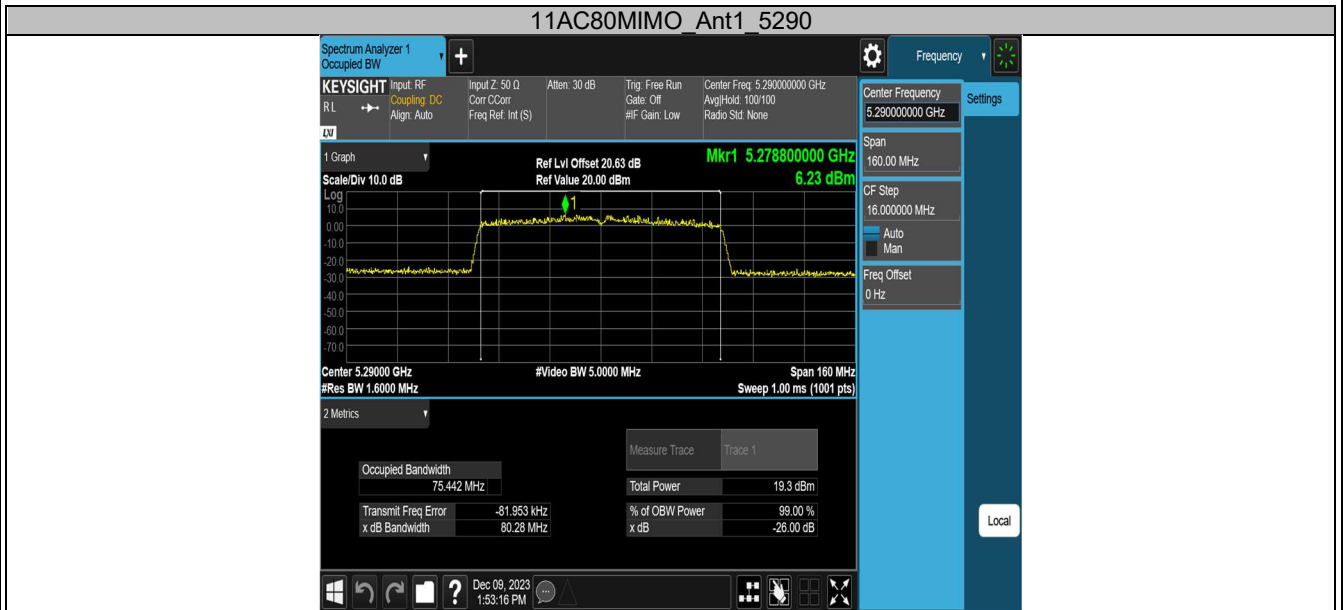 11AC80MIMO_Ant1_5290
Spectrum Analyzer 1
Occupied BW
+
Frequency
KEYSIGHT
RL
LXI
Input: RF
Coupling: DC
Align: Auto
Input Z: 50 Ω
Corr CCorr
Freq Ref: Int (S)
Atten: 30 dB
Trig: Free Run
Gate: Off
#IF Gain: Low
Center Freq: 5.290000000 GHz
Avg|Hold: 100/100
Radio Std: None
Center Frequency
5.290000000 GHz
Settings
Span
160.00 MHz
CF Step
16.000000 MHz
Auto
Man
Freq Offset
0 Hz
Local
1 Graph
Scale/Div 10.0 dB
Ref Lvl Offset 20.63 dB
Ref Value 20.00 dBm
Mkr1 5.278800000 GHz
6.23 dBm
Log
1
10.0
0.00
-10.0
-20.0
-30.0
-40.0
-50.0
-60.0
-70.0
Center 5.29000 GHz
#Res BW 1.6000 MHz
#Video BW 5.0000 MHz
Span 160 MHz
Sweep 1.00 ms (1001 pts)
2 Metrics
Measure Trace Trace 1
Occupied Bandwidth
75.442 MHz
Total Power 19.3 dBm
Transmit Freq Error -81.953 kHz
% of OBW Power 99.00 %
x dB Bandwidth 80.28 MHz
x dB -26.00 dB
?
Dec 09, 2023
1:53:16 PM